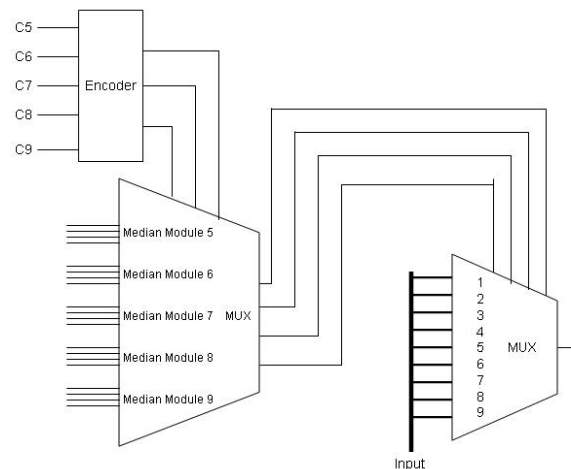 C5
C6
C7
C8
C9
Encoder
Median Module 5
Median Module 6
Median Module 7
MUX
Median Module 8
Median Module 9
1
2
3
4
5
MUX
6
7
8
9
Input